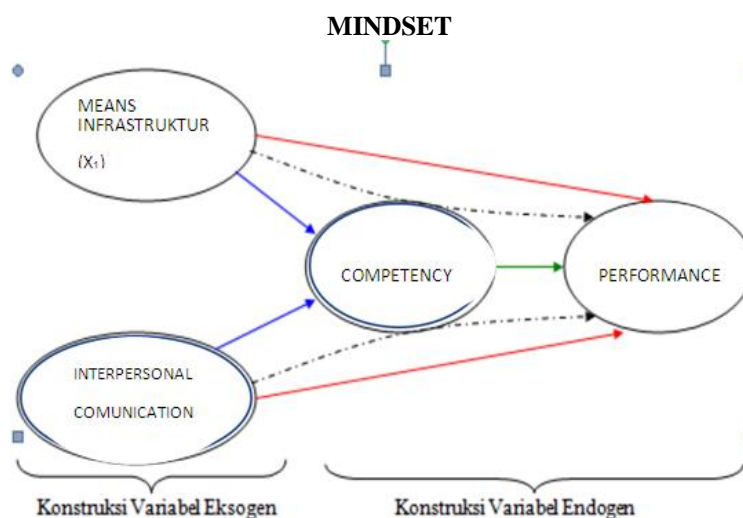 MINDSET
MEANS
INFRASTRUKTUR
(X1)
COMPETENCY
PERFORMANCE
INTERPERSONAL
COMUNICATION
Konstruksi Variabel Eksogen
Konstruksi Variabel Endogen